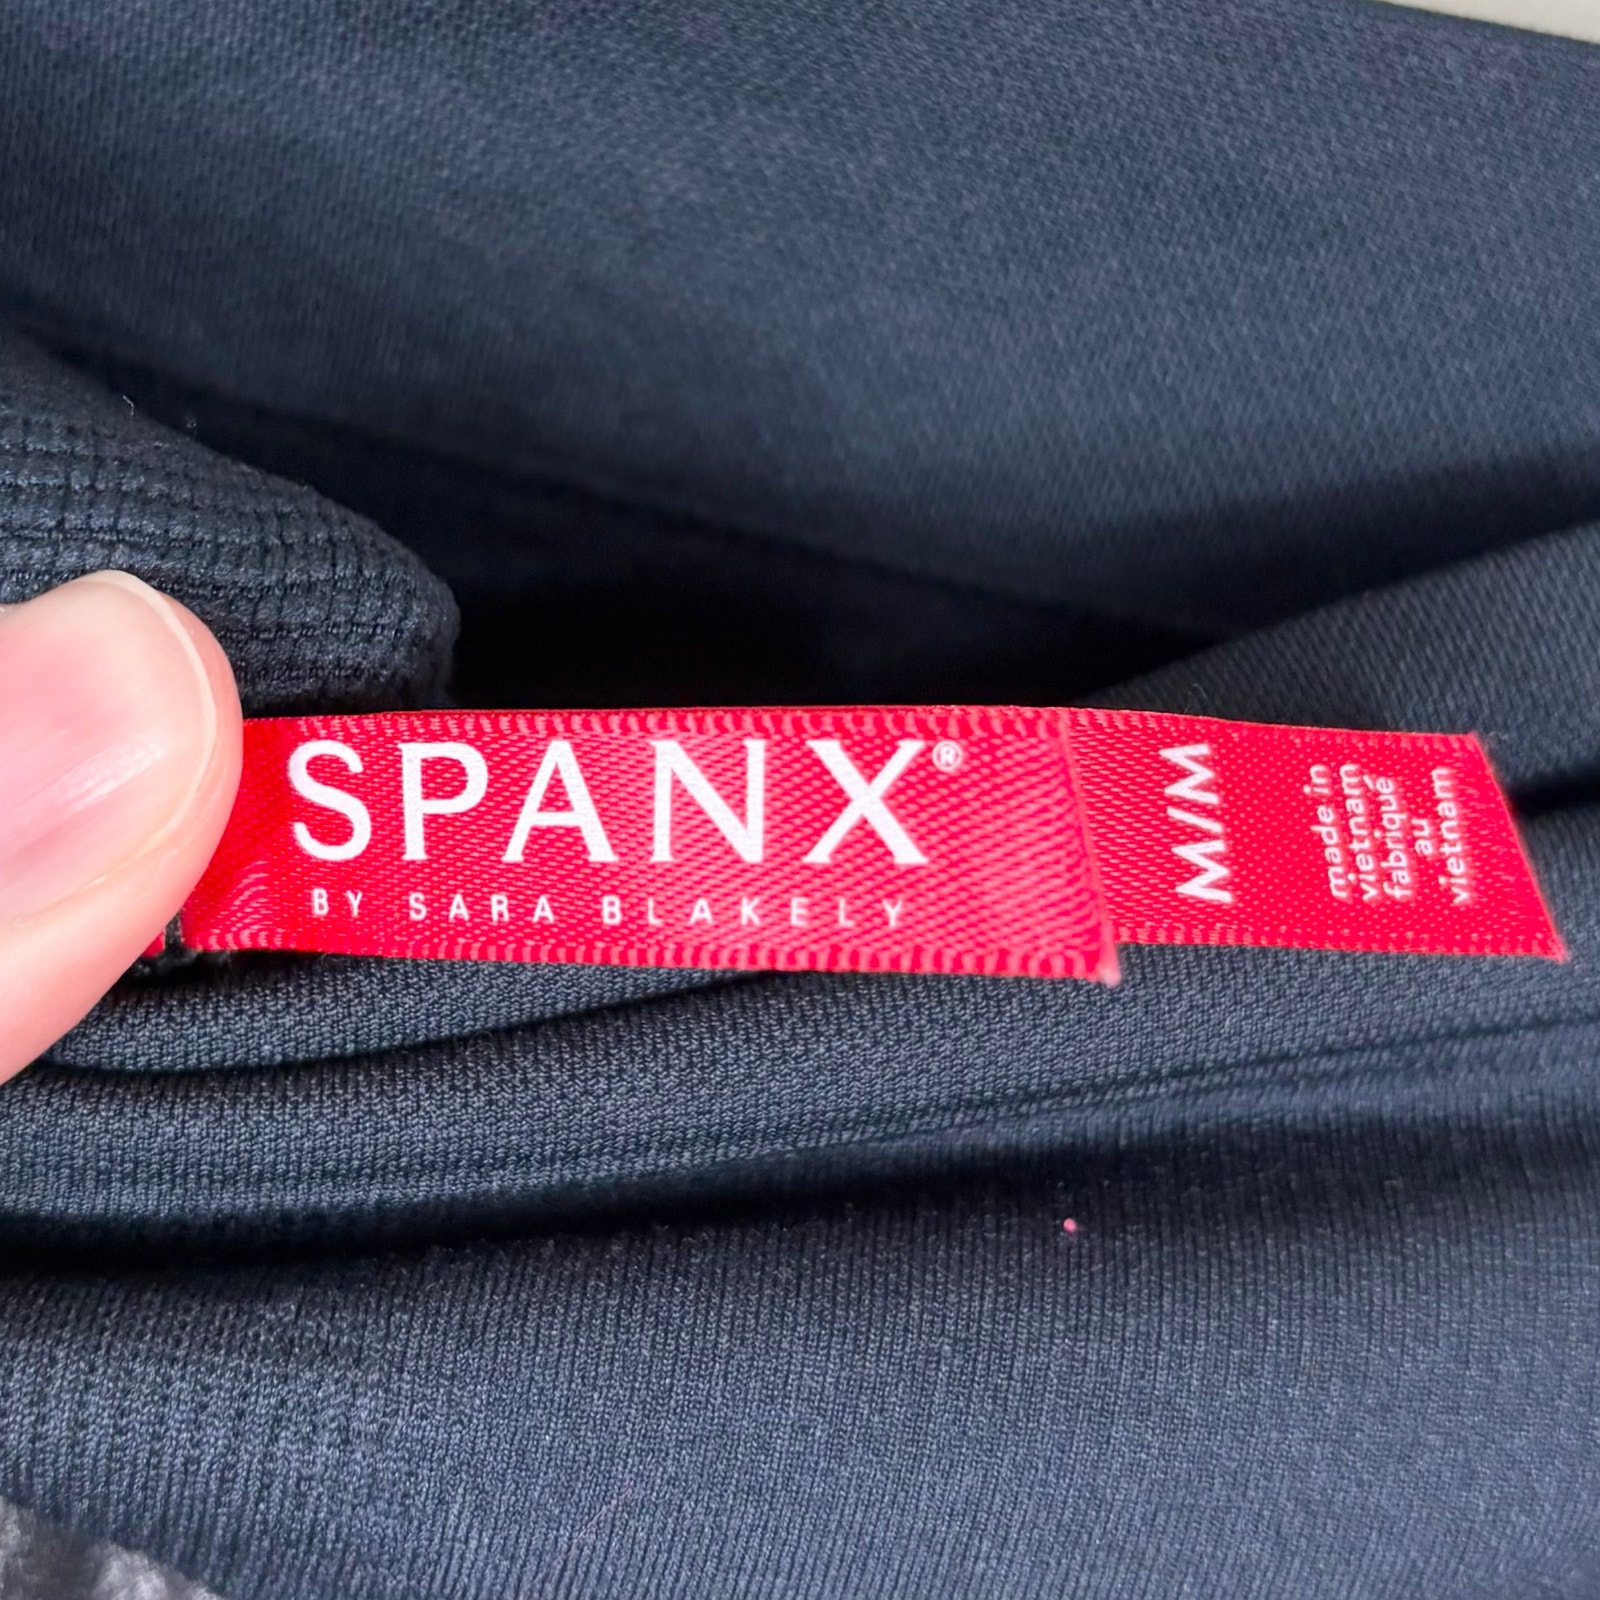 SPANX®
BY SARA BLAKELY
M/M
made in
vietnam
fabriqué
au
vietnam